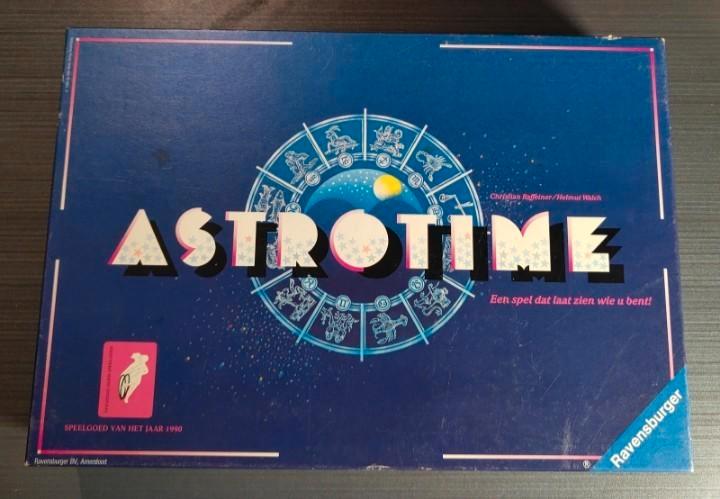 Christian Raffeiner/Helmut Walch
ASTROTIME
Een spel dat laat zien wie u bent!
SPEELGOED VAN HET JAAR 1990
Ravensburger BV, Amersfoort
®
Ravensburger